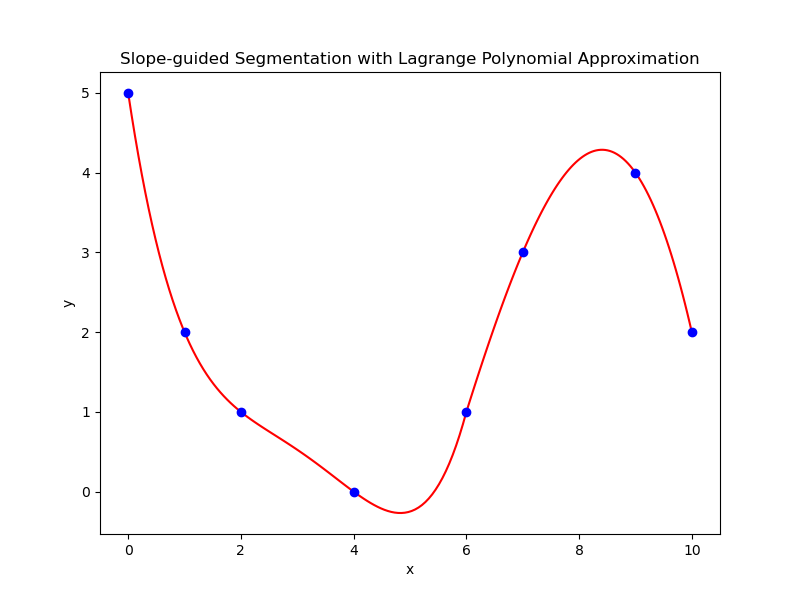 Slope-guided Segmentation with Lagrange Polynomial Approximation
5
4
3
2
1
0
y
0 2 4 6 8 10
x